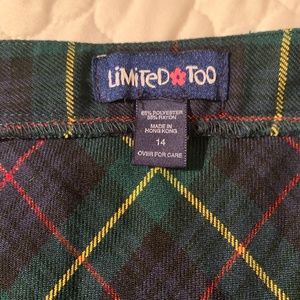 LiMiTeD TOO
65% POLYESTER
35% RAYON
MADE IN
HONG KONG
14
OVER FOR CARE